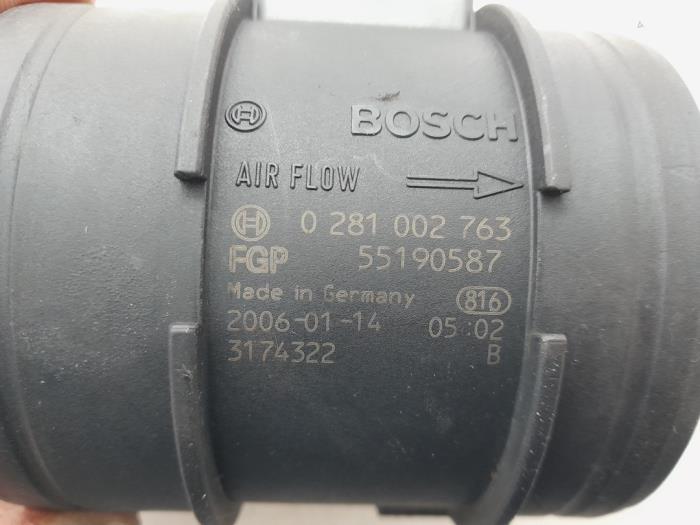 BOSCH
AIR FLOW
0 281 002 763
FGP 55190587
Made in Germany 816
2006-01-14 05:02
3174322 B